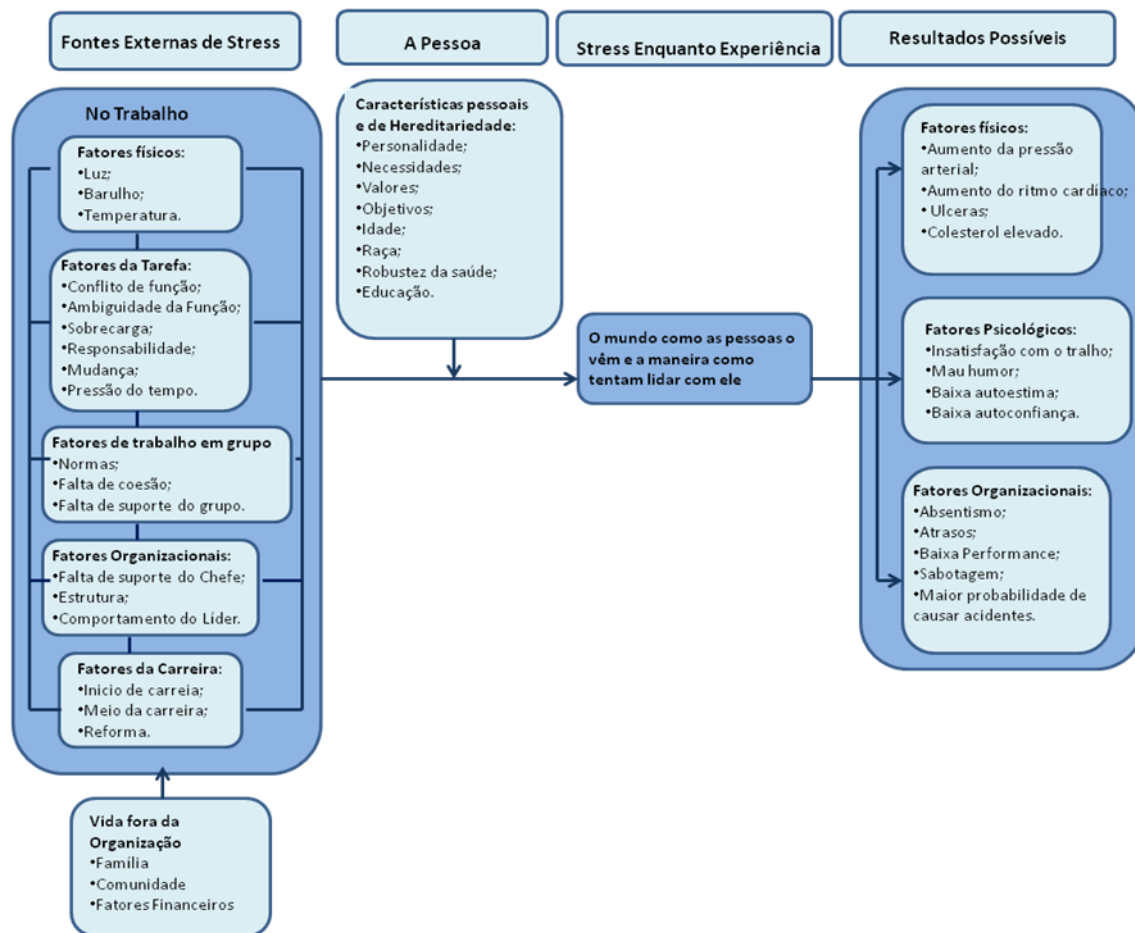 Fontes Externas de Stress
A Pessoa
Stress Enquanto Experiência
Resultados Possíveis
No Trabalho
Fatores físicos:
•Luz;
•Barulho;
•Temperatura.
Fatores da Tarefa:
•Conflito de função;
•Ambiguidade da Função;
•Sobrecarga;
•Responsabilidade;
•Mudança;
•Pressão do tempo.
Fatores de trabalho em grupo
•Normas;
•Falta de coesão;
•Falta de suporte do grupo.
Fatores Organizacionais:
•Falta de suporte do Chefe;
•Estrutura;
•Comportamento do Líder.
Fatores da Carreira:
•Inicio de carreia;
•Meio da carreira;
•Reforma.
Vida fora da
Organização
•Família
•Comunidade
•Fatores Financeiros
Características pessoais
e de Hereditariedade:
•Personalidade;
•Necessidades;
•Valores;
•Objetivos;
•Idade;
•Raça;
•Robustez da saúde;
•Educação.
O mundo como as pessoas o
vêm e a maneira como
tentam lidar com ele
Fatores físicos:
•Aumento da pressão
arterial;
•Aumento do ritmo cardíaco;
• Ulceras;
•Colesterol elevado.
Fatores Psicológicos:
•Insatisfação com o tralho;
•Mau humor;
•Baixa autoestima;
•Baixa autoconfiança.
Fatores Organizacionais:
•Absentismo;
•Atrasos;
•Baixa Performance;
•Sabotagem;
•Maior probabilidade de
causar acidentes.